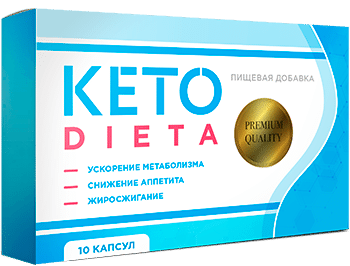 KETO
ПИЩЕВАЯ ДОБАВКА
DIETA
PREMIUM
QUALITY
УСКОРЕНИЕ МЕТАБОЛИЗМА
СНИЖЕНИЕ АППЕТИТА
ЖИРОСЖИГАНИЕ
10 КАПСУЛ